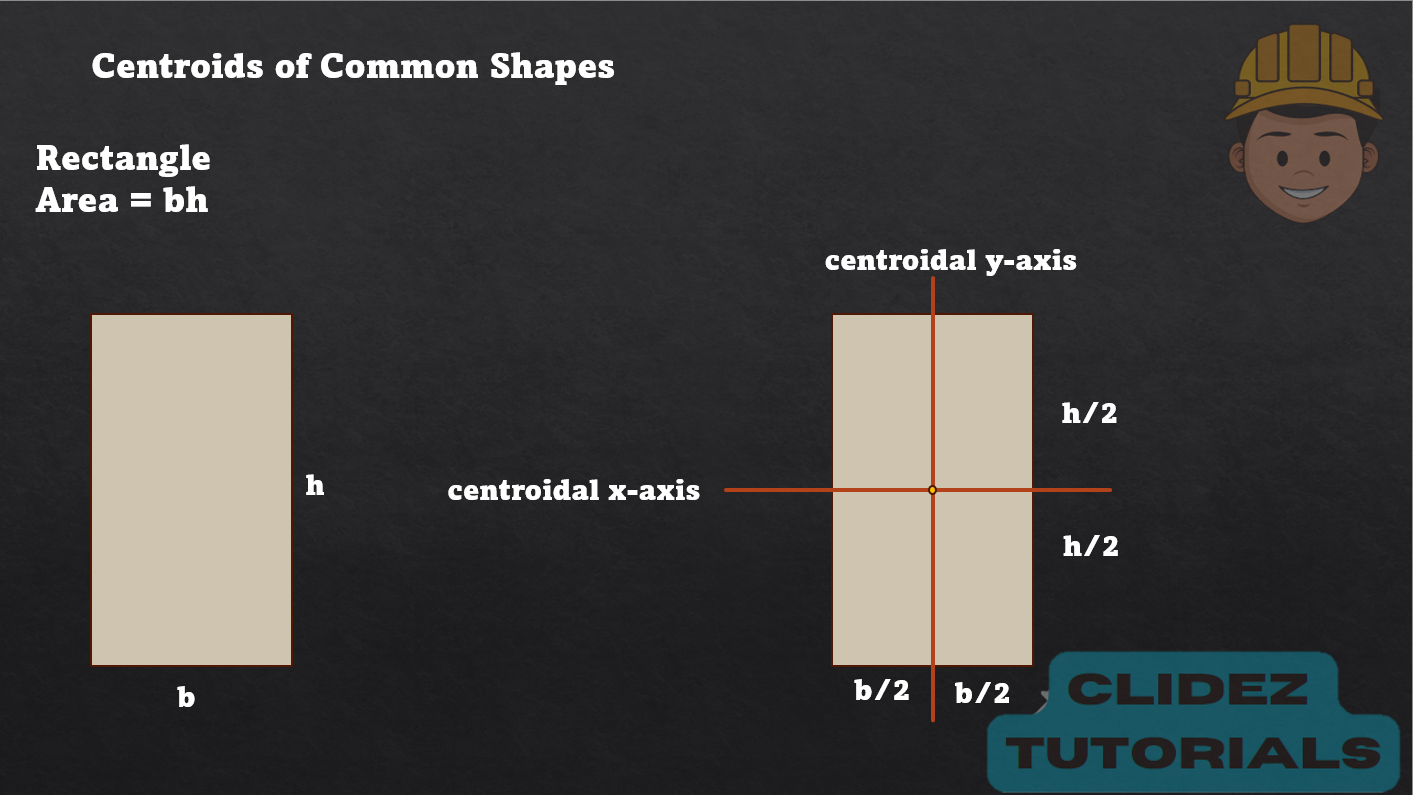 Centroids of Common Shapes
Rectangle
Area = bh
centroidal y-axis
h/2
h
centroidal x-axis
h/2
b
b/2
b/2
CLIDEZ
TUTORIALS